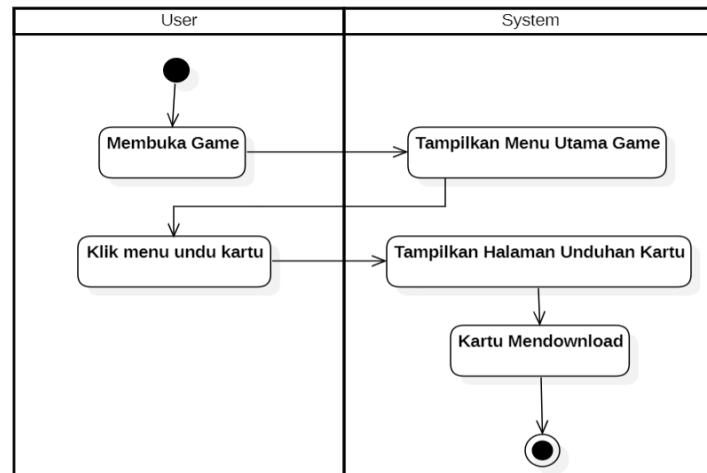 User
System
Membuka Game
Tampilkan Menu Utama Game
Klik menu undu kartu
Tampilkan Halaman Unduhan Kartu
Kartu Mendownload